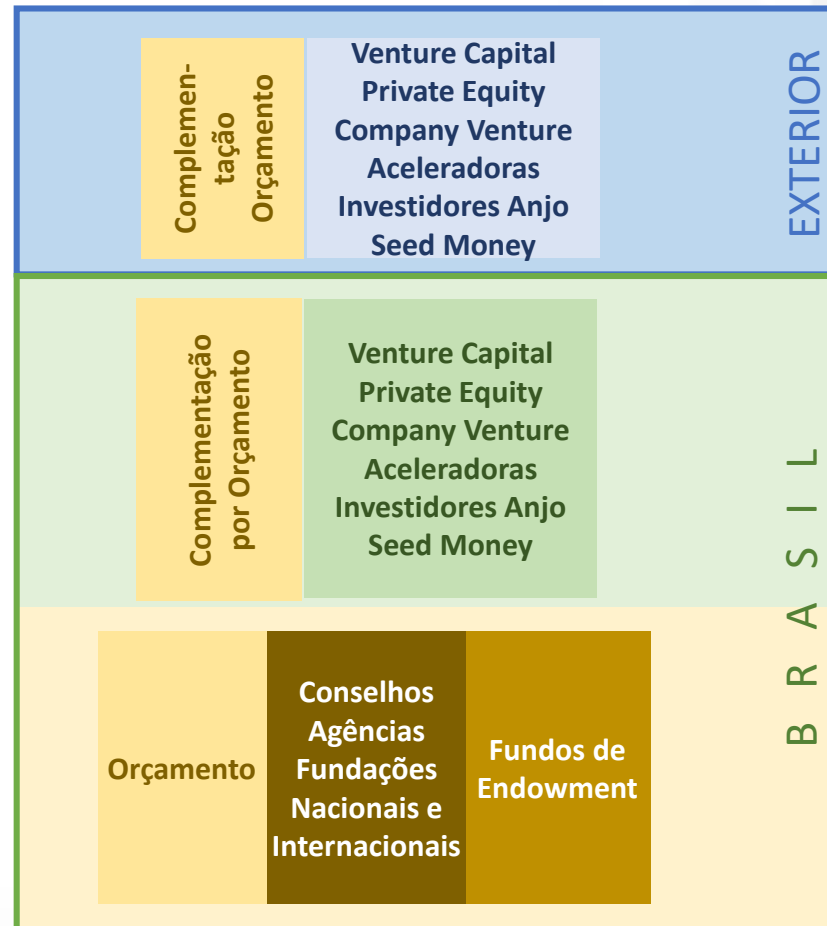 Complemen-
tação
Orçamento
Venture Capital
Private Equity
Company Venture
Aceleradoras
Investidores Anjo
Seed Money
EXTERIOR
Complementação
por Orçamento
Venture Capital
Private Equity
Company Venture
Aceleradoras
Investidores Anjo
Seed Money
B R A S I L
Orçamento
Conselhos
Agências
Fundações
Nacionais e
Internacionais
Fundos de
Endowment